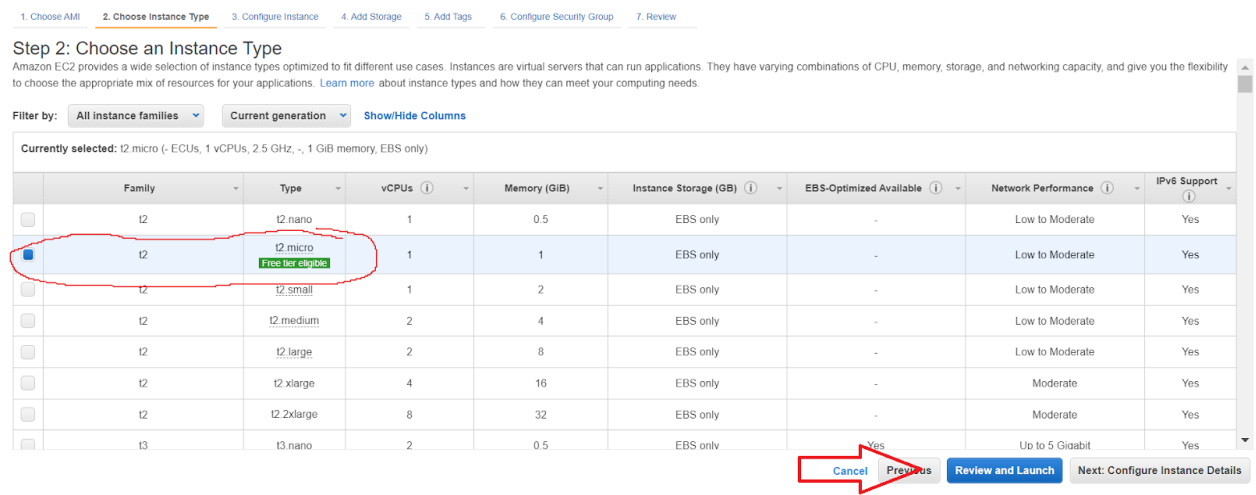 1. Choose AMI 2. Choose Instance Type 3. Configure Instance 4. Add Storage 5. Add Tags 6. Configure Security Group 7. Review
Step 2: Choose an Instance Type
Amazon EC2 provides a wide selection of instance types optimized to fit different use cases. Instances are virtual servers that can run applications. They have varying combinations of CPU, memory, storage, and networking capacity, and give you the flexibility
to choose the appropriate mix of resources for your applications. Learn more about instance types and how they can meet your computing needs.
Filter by: All instance families Current generation Show/Hide Columns
Currently selected: t2.micro (- ECUs, 1 vCPUs, 2.5 GHz, -, 1 GiB memory, EBS only)
Family Type vCPUs Memory (GiB) Instance Storage (GB) EBS-Optimized Available Network Performance IPv6 Support
t2 t2.nano 1 0.5 EBS only - Low to Moderate Yes
t2 t2.micro 1 1 EBS only - Low to Moderate Yes
Free tier eligible
t2 t2.small 1 2 EBS only - Low to Moderate Yes
t2 t2.medium 2 4 EBS only - Low to Moderate Yes
t2 t2.large 2 8 EBS only - Low to Moderate Yes
t2 t2.xlarge 4 16 EBS only - Moderate Yes
t2 t2.2xlarge 8 32 EBS only - Moderate Yes
t3 t3.nano 2 0.5 EBS only Yes Up to 5 Gigabit Yes
Cancel Previous Review and Launch Next: Configure Instance Details